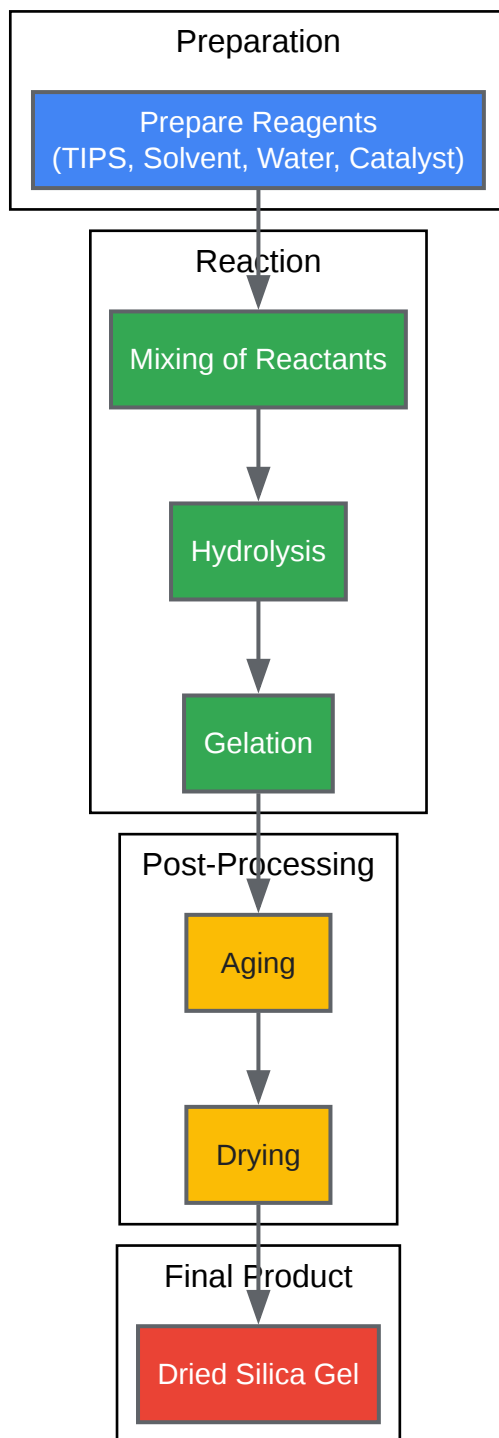 Preparation
Prepare Reagents
(TIPS, Solvent, Water, Catalyst)
Reaction
Mixing of Reactants
Hydrolysis
Gelation
Post-Processing
Aging
Drying
Final Product
Dried Silica Gel